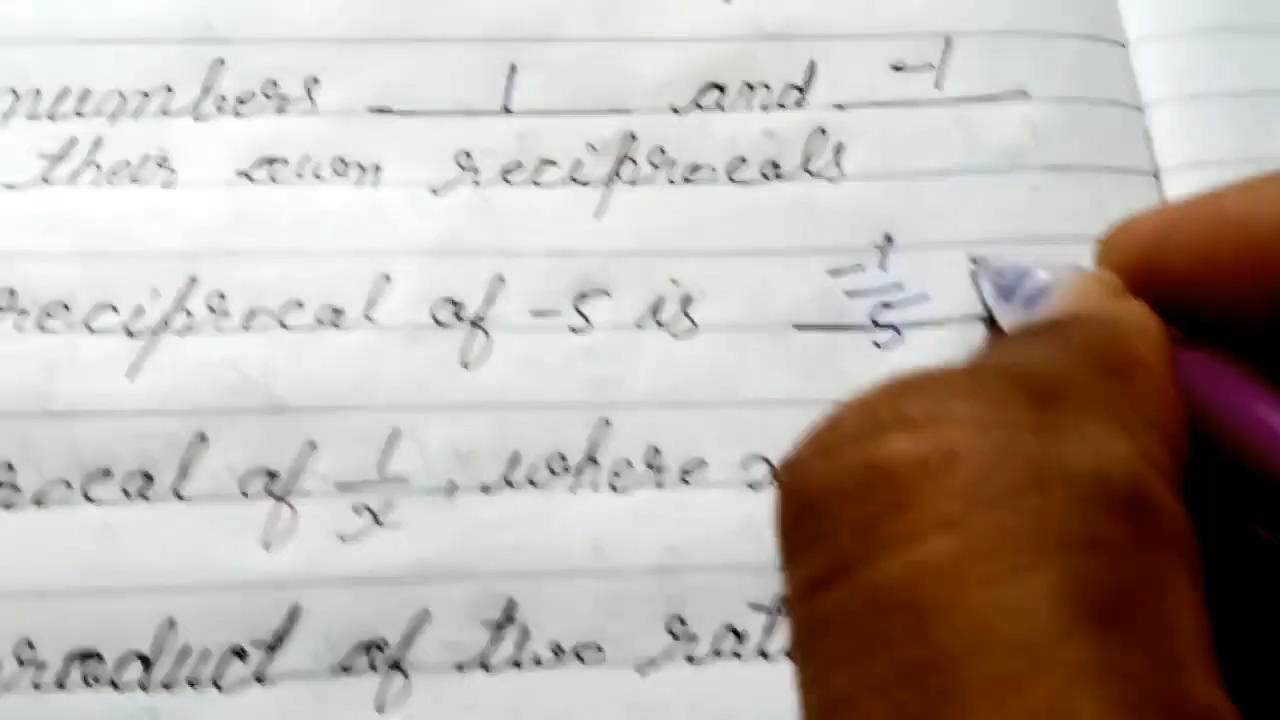 numbers 1 and -1
their own reciprocals
reciprocal of -5 is -1/5
rocal of 1/x, where x
product of two rat